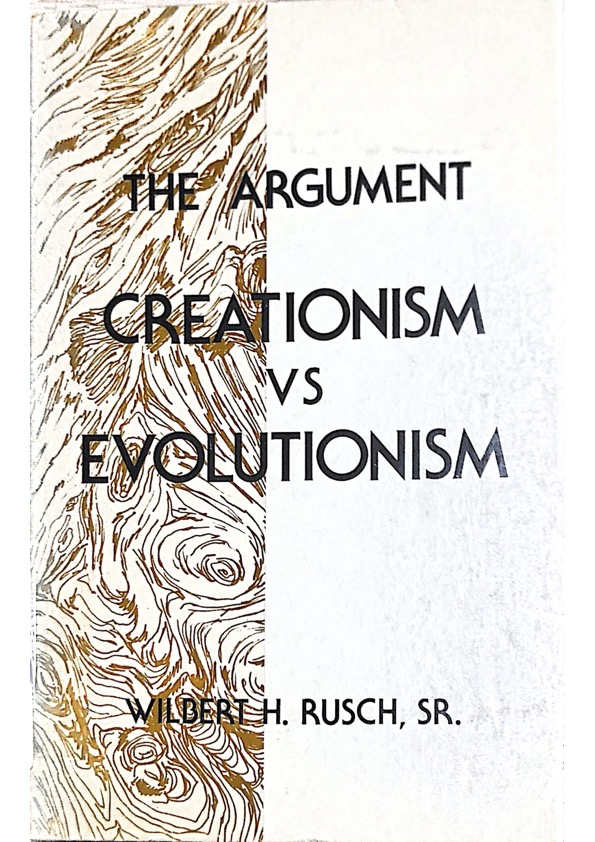 THE ARGUMENT
CREATIONISM
VS
EVOLUTIONISM
WILBERT H. RUSCH, SR.